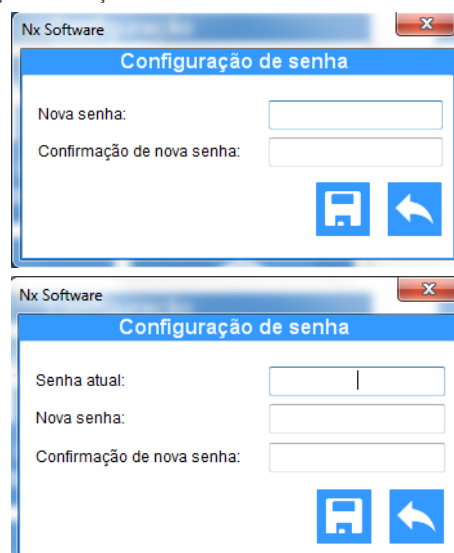 Nx Software
Configuração de senha
Nova senha:
Confirmação de nova senha:
Nx Software
Configuração de senha
Senha atual:
Nova senha:
Confirmação de nova senha: